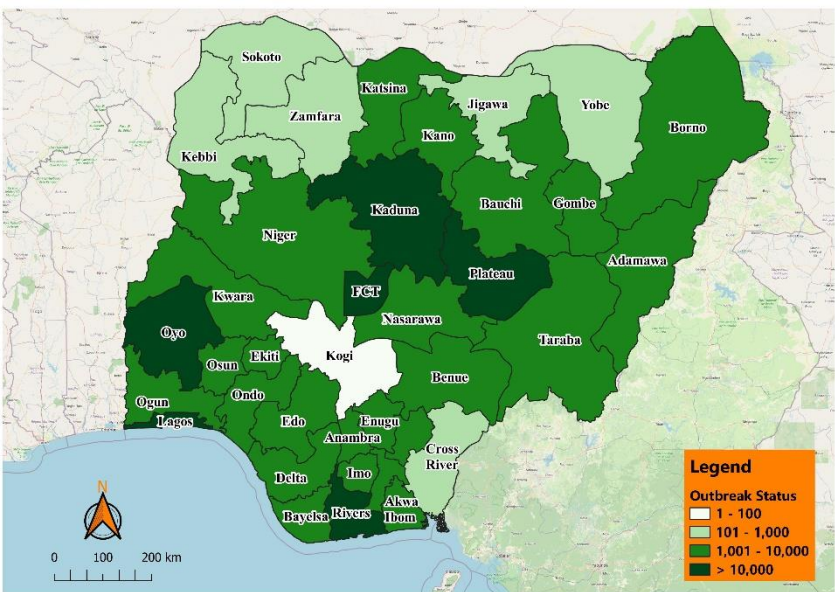 Sokoto
Katsina
Jigawa
Yobe
Zamfara
Borno
Kano
Kebbi
Kaduna
Bauchi
Gombe
Niger
Adamawa
Plateau
FCT
Kwara
Nasarawa
Oyo
Taraba
Ekiti
Kogi
Osun
Benue
Ondo
Ogun
Lagos
Edo
Enugu
Anambra
Cross
River
Delta
Imo
Akwa
Ibom
Bayelsa
Rivers
N
0 100 200 km
Legend
Outbreak Status
1 - 100
101 - 1,000
1,001 - 10,000
> 10,000